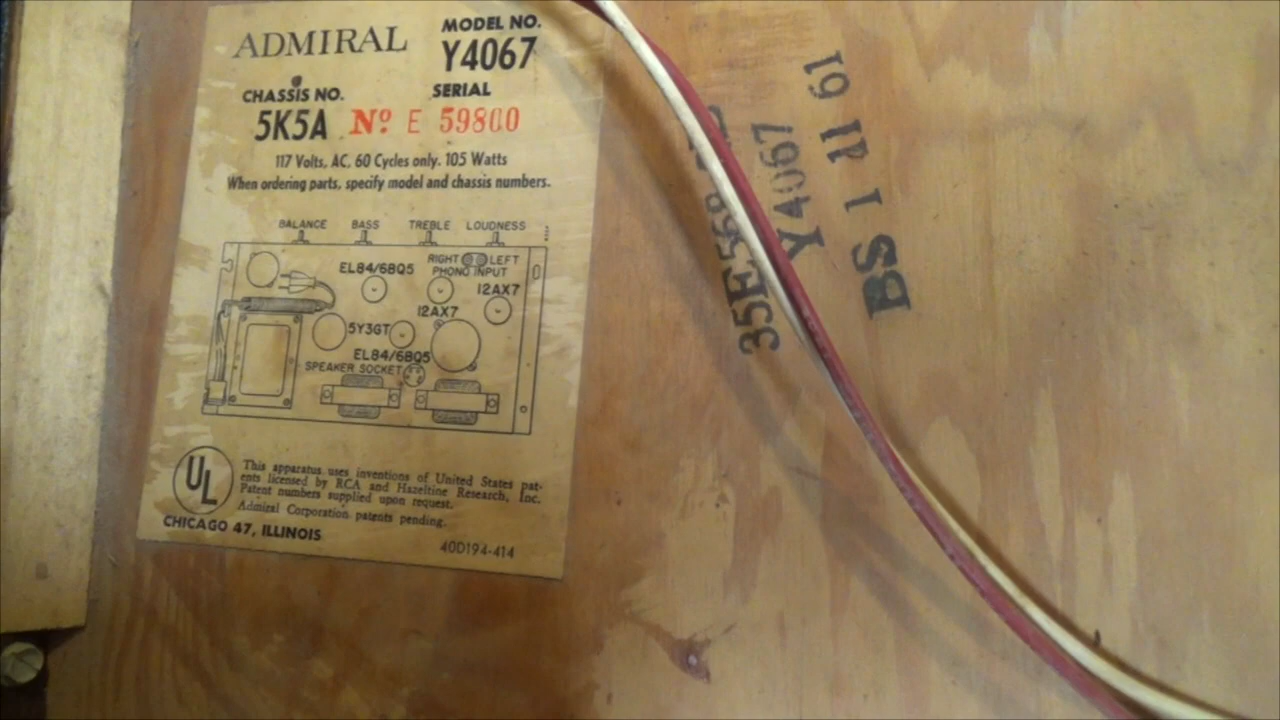 ADMIRAL
MODEL NO.
Y4067
CHASSIS NO.
SERIAL
5K5A Nº E 59800
117 Volts, AC, 60 Cycles only. 105 Watts
When ordering parts, specify model and chassis numbers.
BALANCE BASS TREBLE LOUDNESS
RIGHT LEFT
PHONO INPUT
EL84/6BQ5
12AX7
12AX7
5Y3GT
EL84/6BQ5
SPEAKER SOCKET
UL
This apparatus uses inventions of United States pat-
ents licensed by RCA and Hazeltine Research, Inc.
Patent numbers supplied upon request.
Admiral Corporation patents pending.
CHICAGO 47, ILLINOIS
40D194-414
Y4067
BS 1 11 61